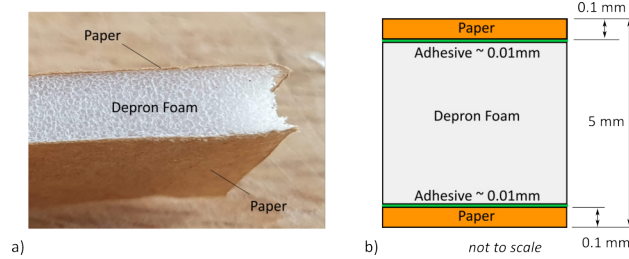 Paper
Depron Foam
Paper
a)
0.1 mm
Paper
Adhesive ~ 0.01mm
Depron Foam
5 mm
Adhesive ~ 0.01mm
Paper
b)
not to scale
0.1 mm